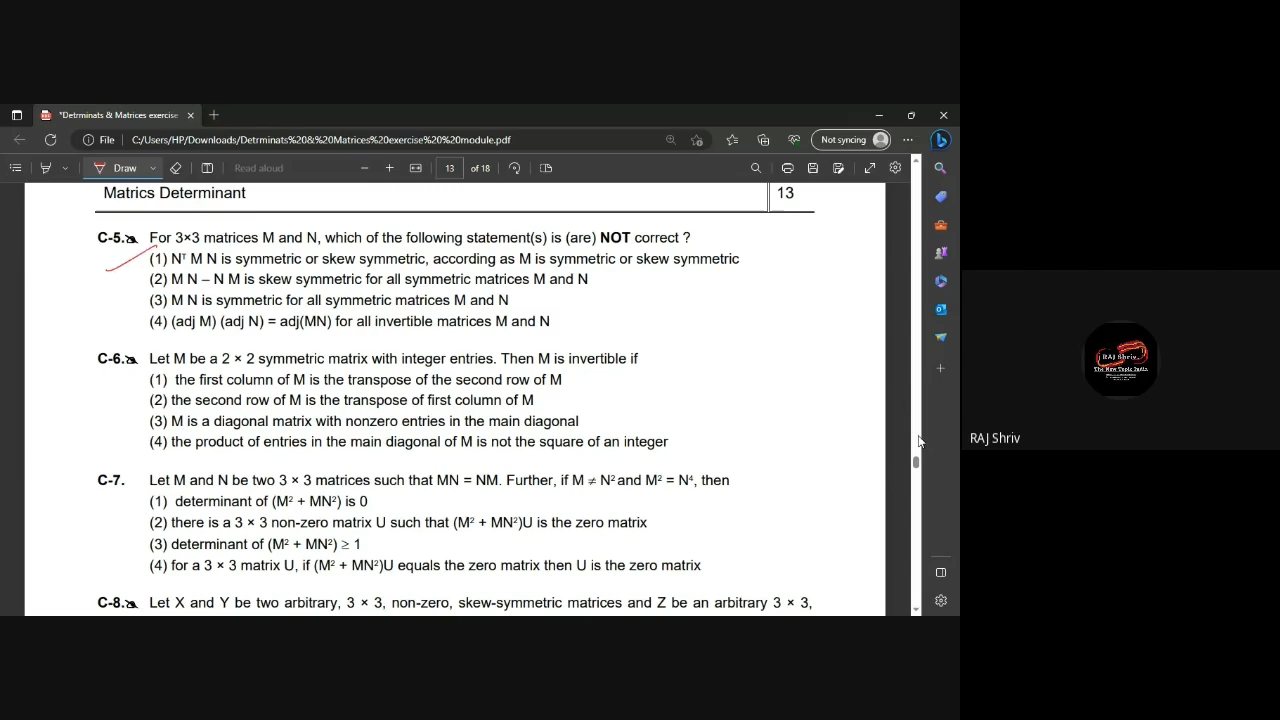 *Detrminats & Matrices exercise
File
C:/Users/HP/Downloads/Detrminats%20&%20Matrices%20exercise%20%20module.pdf
Not syncing
Draw
Read aloud
13
of 18
Matrics Determinant
13
C-5. For 3×3 matrices M and N, which of the following statement(s) is (are) NOT correct ?
(1) Nᵀ M N is symmetric or skew symmetric, according as M is symmetric or skew symmetric
(2) M N – N M is skew symmetric for all symmetric matrices M and N
(3) M N is symmetric for all symmetric matrices M and N
(4) (adj M) (adj N) = adj(MN) for all invertible matrices M and N
C-6. Let M be a 2 × 2 symmetric matrix with integer entries. Then M is invertible if
(1) the first column of M is the transpose of the second row of M
(2) the second row of M is the transpose of first column of M
(3) M is a diagonal matrix with nonzero entries in the main diagonal
(4) the product of entries in the main diagonal of M is not the square of an integer
C-7. Let M and N be two 3 × 3 matrices such that MN = NM. Further, if M ≠ N² and M² = N⁴, then
(1) determinant of (M² + MN²) is 0
(2) there is a 3 × 3 non-zero matrix U such that (M² + MN²)U is the zero matrix
(3) determinant of (M² + MN²) ≥ 1
(4) for a 3 × 3 matrix U, if (M² + MN²)U equals the zero matrix then U is the zero matrix
C-8. Let X and Y be two arbitrary, 3 × 3, non-zero, skew-symmetric matrices and Z be an arbitrary 3 × 3,
RAJ Shriv
The New Topic India
RAJ Shriv